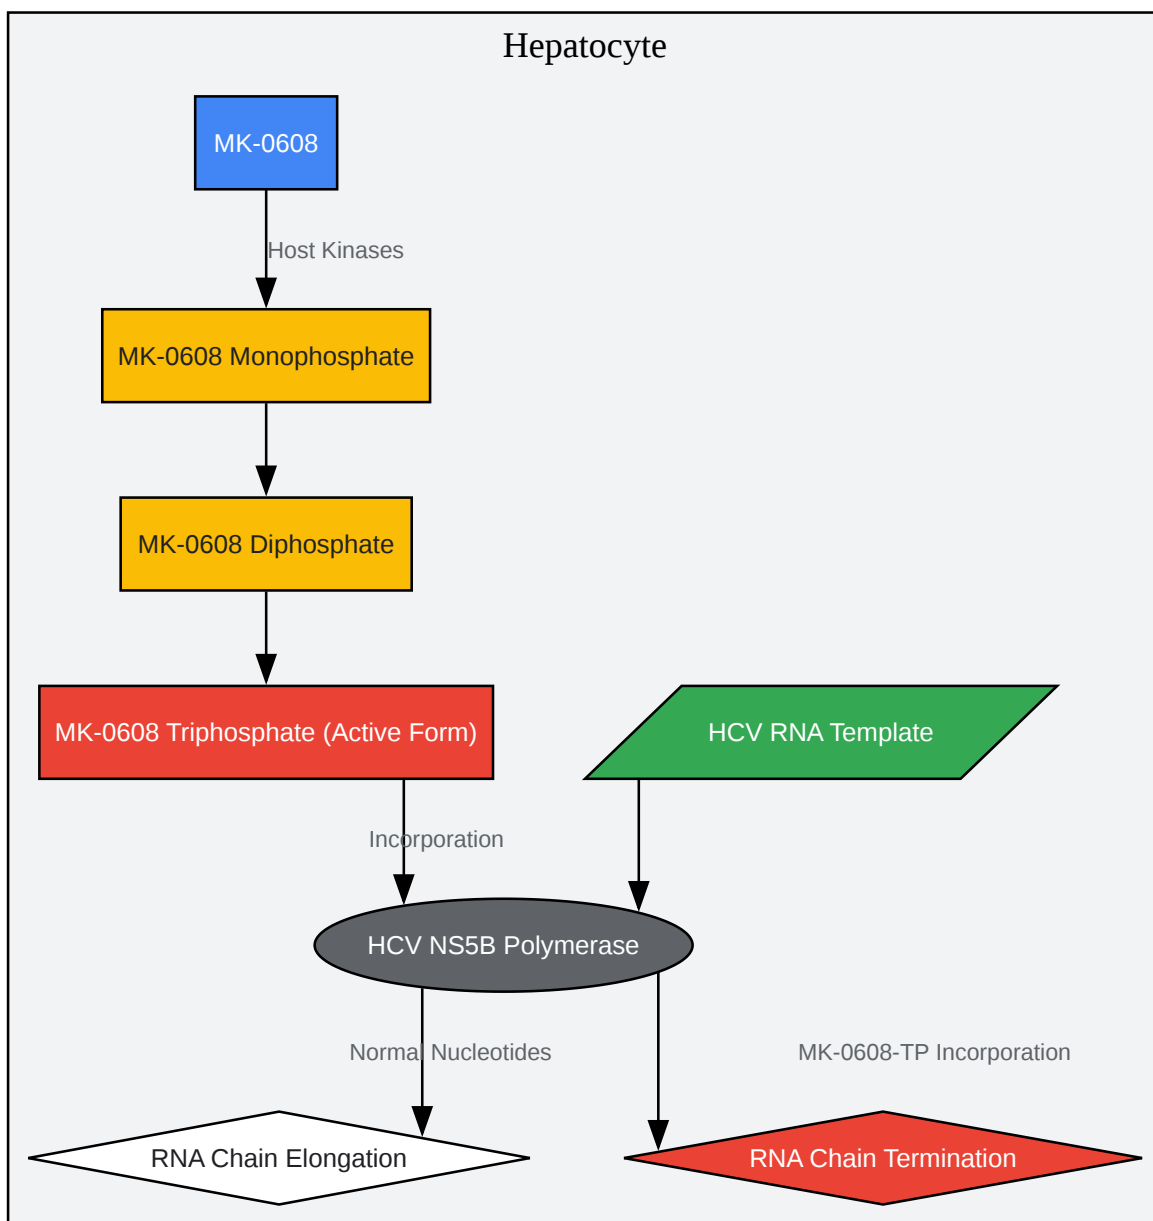 Hepatocyte
MK-0608
Host Kinases
MK-0608 Monophosphate
MK-0608 Diphosphate
MK-0608 Triphosphate (Active Form)
HCV RNA Template
Incorporation
HCV NS5B Polymerase
Normal Nucleotides
MK-0608-TP Incorporation
RNA Chain Elongation
RNA Chain Termination